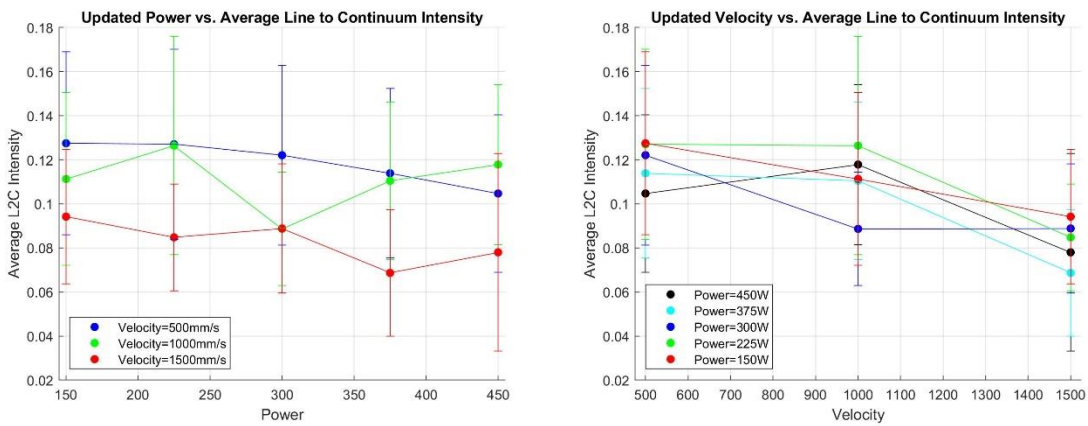 Updated Power vs. Average Line to Continuum Intensity
0.18
0.16
0.14
0.12
0.1
0.08
0.06
0.04
0.02
Average L2C Intensity
Velocity=500mm/s
Velocity=1000mm/s
Velocity=1500mm/s
150 200 250 300 350 400 450
Power
Updated Velocity vs. Average Line to Continuum Intensity
0.18
0.16
0.14
0.12
0.1
0.08
0.06
0.04
0.02
Average L2C Intensity
Power=450W
Power=375W
Power=300W
Power=225W
Power=150W
500 600 700 800 900 1000 1100 1200 1300 1400 1500
Velocity